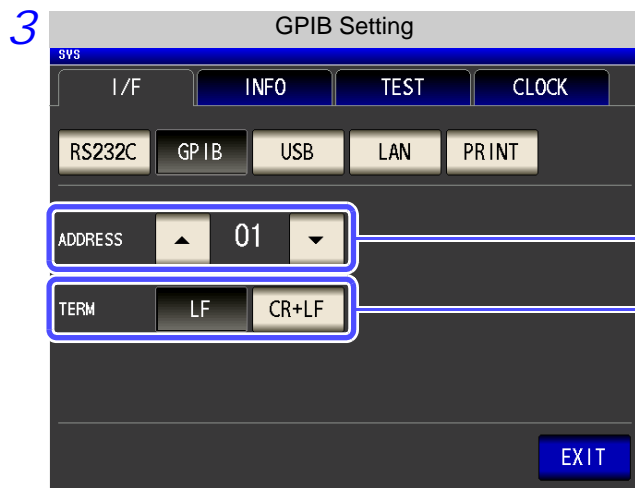 3
GPIB Setting
SYS
I/F INFO TEST CLOCK
RS232C GPIB USB LAN PRINT
ADDRESS ▲ 01 ▼
TERM LF CR+LF
EXIT